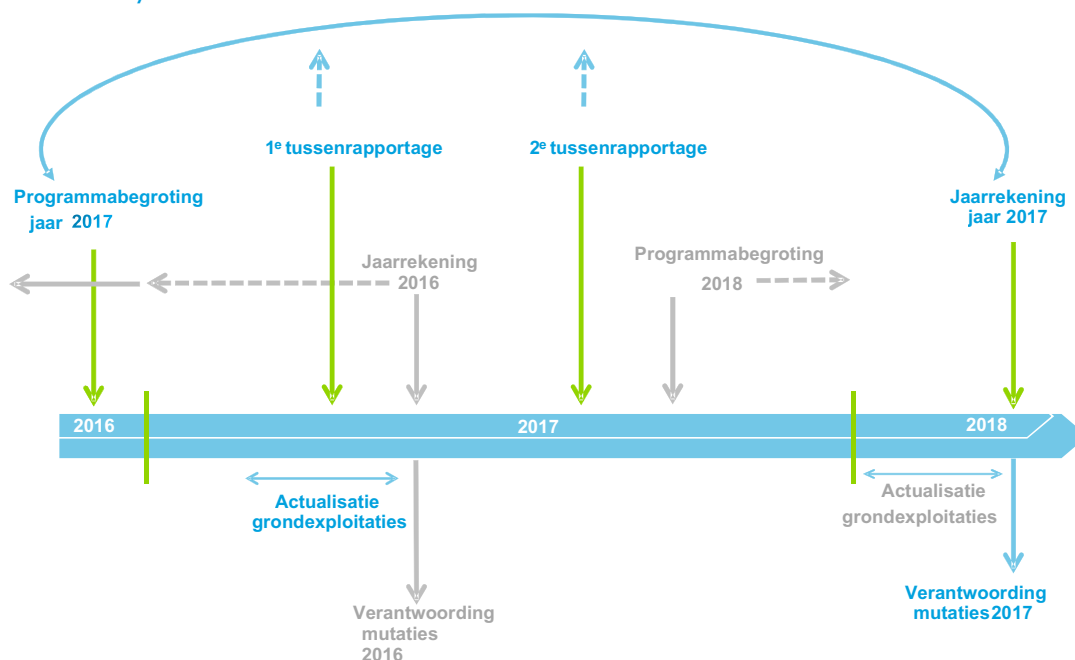 1e tussenrapportage
2e tussenrapportage
Programmabegroting
jaar 2017
Jaarrekening
jaar 2017
Jaarrekening
2016
Programmabegroting
2018
2016
2017
2018
Actualisatie
grondexploitaties
Actualisatie
grondexploitaties
Verantwoording
mutaties
2016
Verantwoording
mutaties 2017